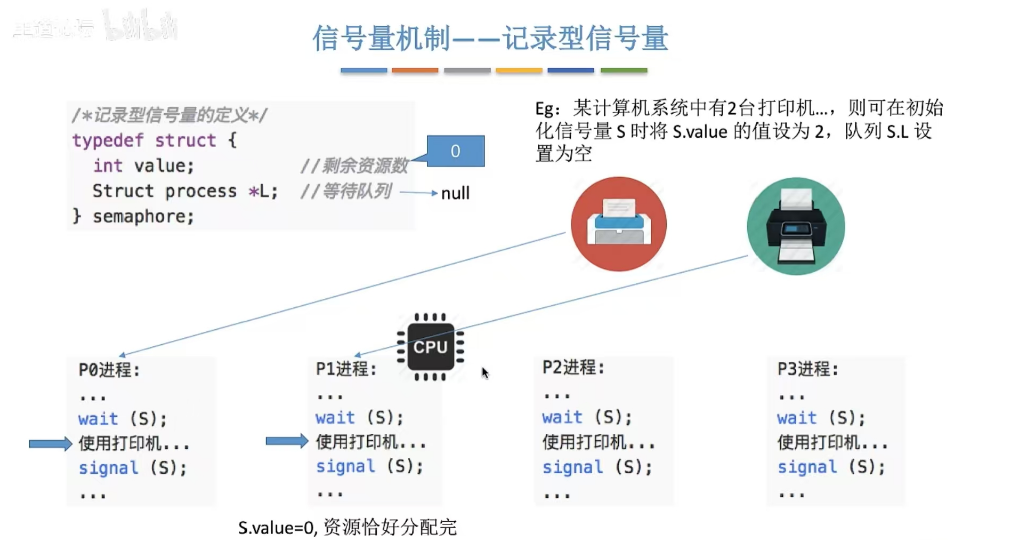 bilibili
信号量机制——记录型信号量
/*记录型信号量的定义*/
typedef struct {
int value; //剩余资源数
Struct process *L; //等待队列
} semaphore;
0
null
Eg：某计算机系统中有2台打印机...，则可在初始
化信号量 S 时将 S.value 的值设为 2，队列 S.L 设
置为空
CPU
P0进程:
...
wait (S);
使用打印机...
signal (S);
...
P1进程:
...
wait (S);
使用打印机...
signal (S);
...
P2进程:
...
wait (S);
使用打印机...
signal (S);
...
P3进程:
...
wait (S);
使用打印机...
signal (S);
...
S.value=0, 资源恰好分配完